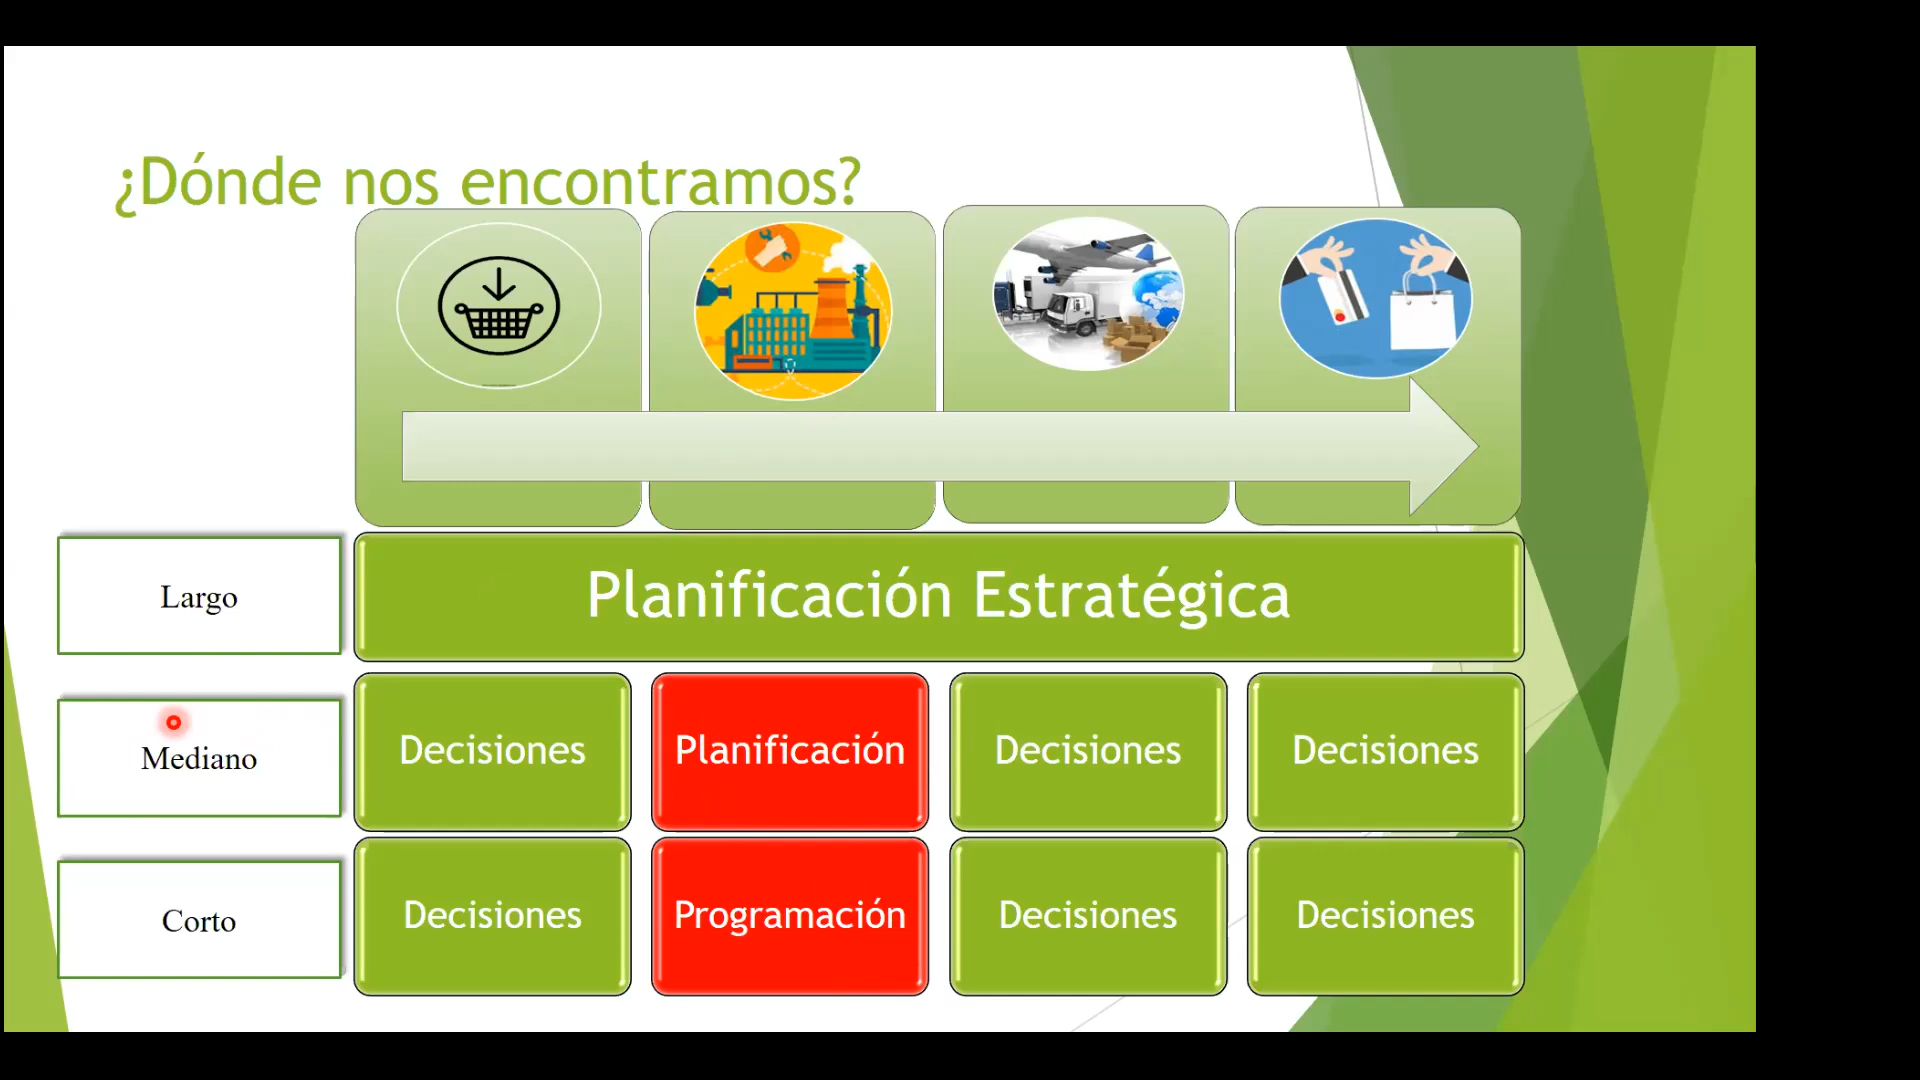 ¿Dónde nos encontramos?
Largo
Planificación Estratégica
Mediano
Decisiones
Planificación
Decisiones
Decisiones
Corto
Decisiones
Programación
Decisiones
Decisiones